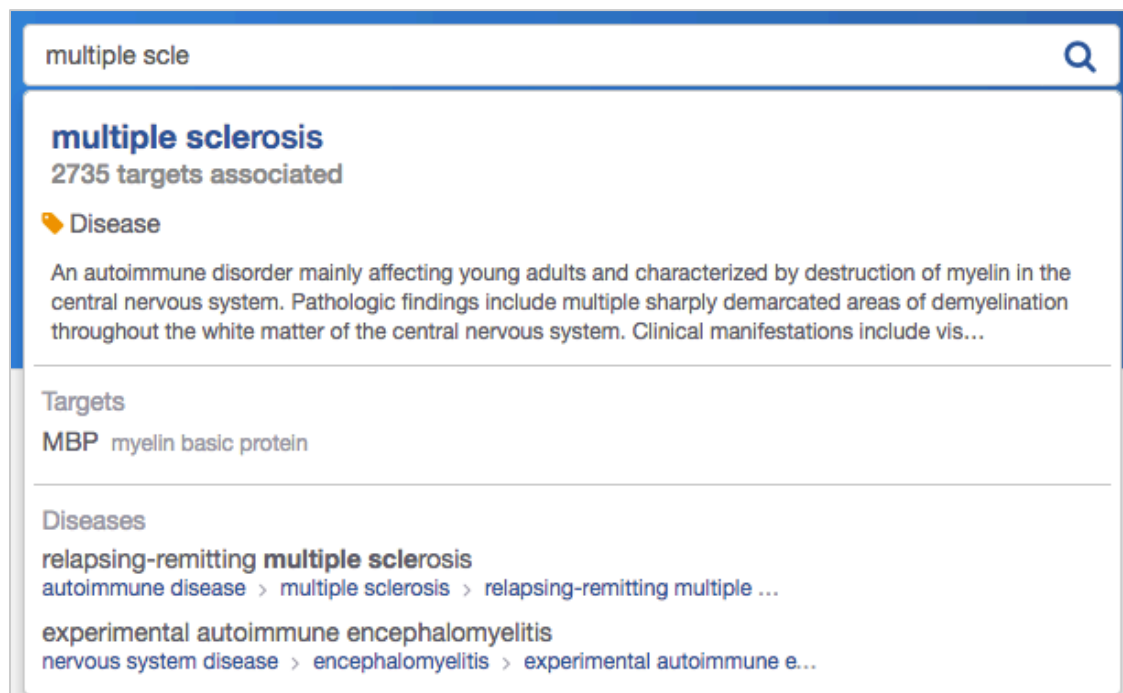 multiple scle
multiple sclerosis
2735 targets associated
Disease
An autoimmune disorder mainly affecting young adults and characterized by destruction of myelin in the
central nervous system. Pathologic findings include multiple sharply demarcated areas of demyelination
throughout the white matter of the central nervous system. Clinical manifestations include vis...
Targets
MBP myelin basic protein
Diseases
relapsing-remitting multiple sclerosis
autoimmune disease > multiple sclerosis > relapsing-remitting multiple ...
experimental autoimmune encephalomyelitis
nervous system disease > encephalomyelitis > experimental autoimmune e...